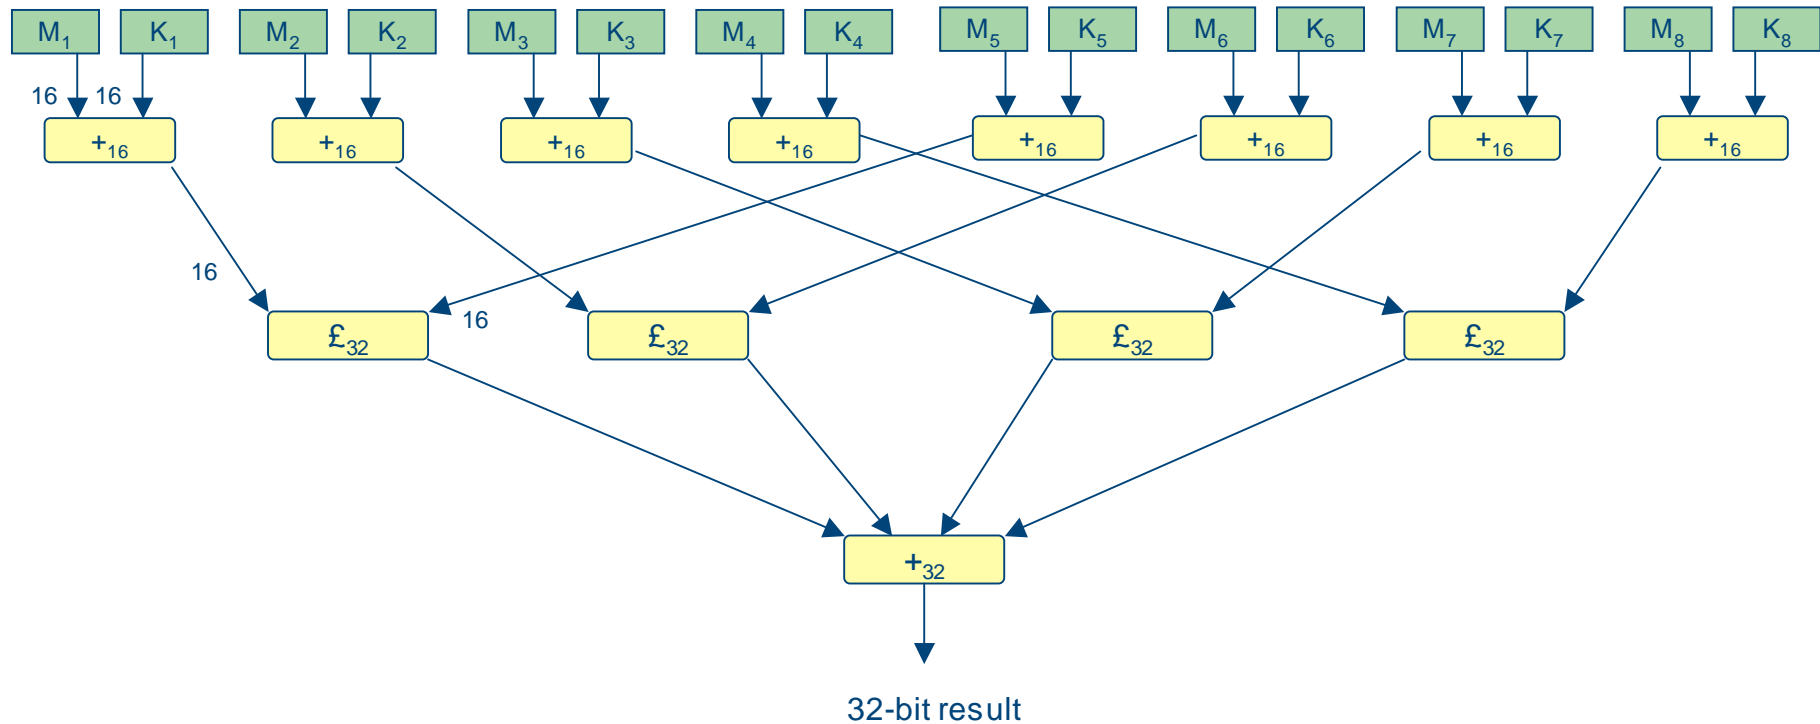 M₁ K₁ M₂ K₂ M₃ K₃ M₄ K₄ M₅ K₅ M₆ K₆ M₇ K₇ M₈ K₈
16 16
+₁₆ +₁₆ +₁₆ +₁₆ +₁₆ +₁₆ +₁₆ +₁₆
16
16
£₃₂ £₃₂ £₃₂ £₃₂
+₃₂
32-bit result